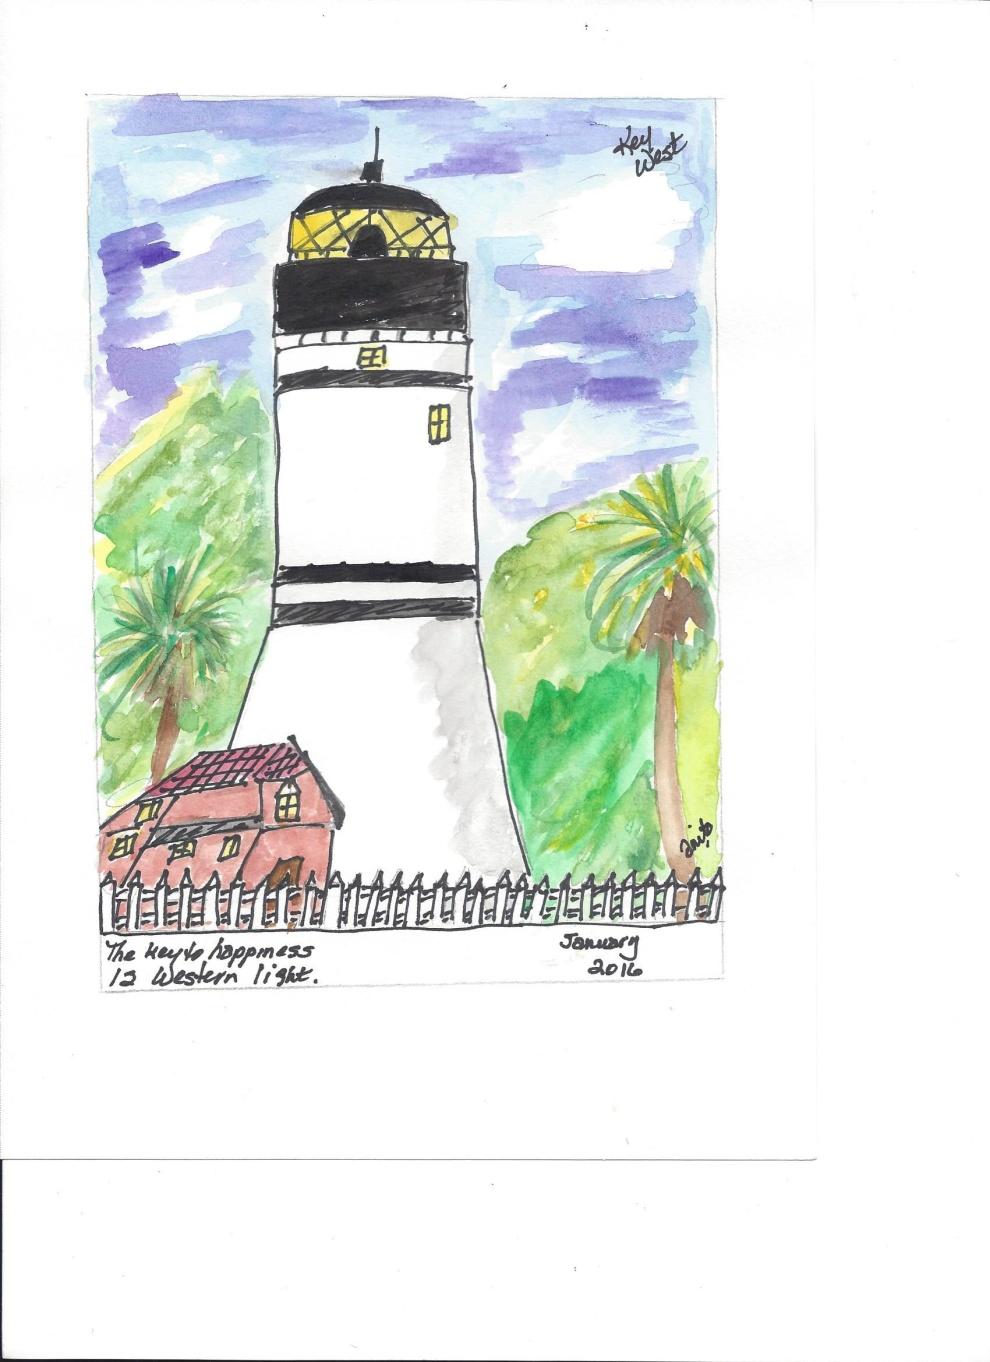 Key
West
The key to happiness
is Western light.
January
2016